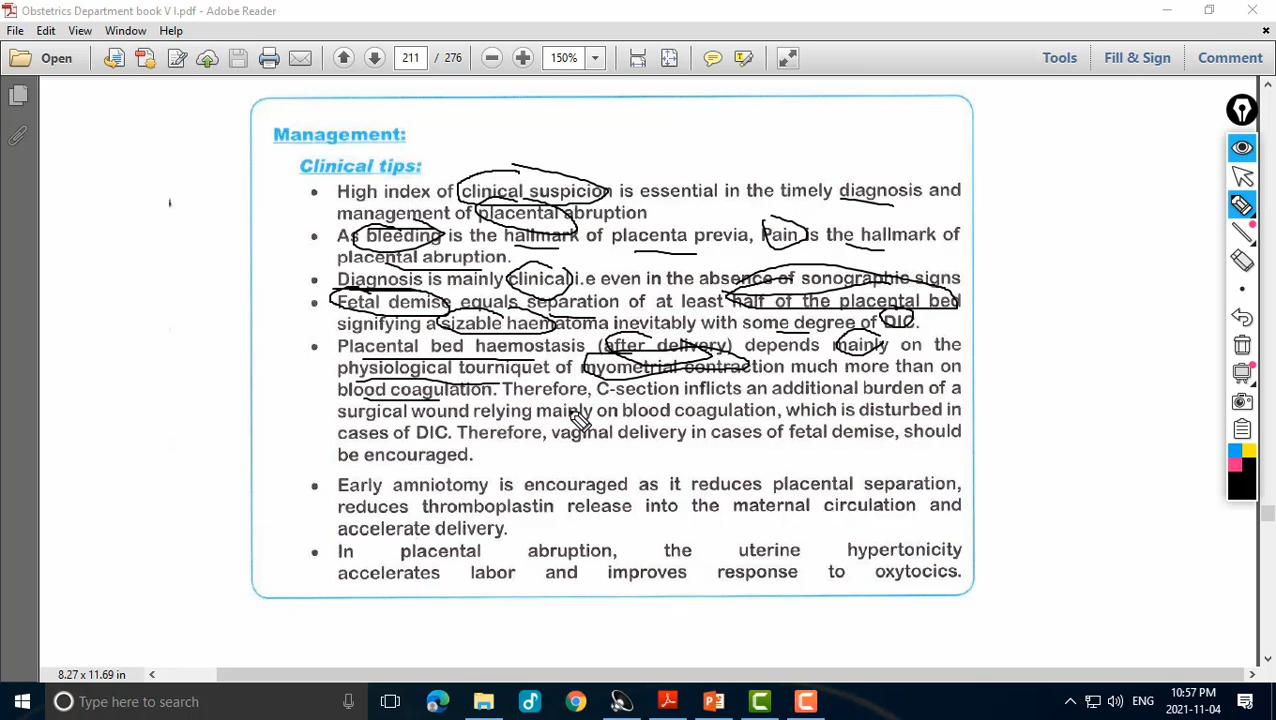 Obstetrics Department book V I.pdf - Adobe Reader
File Edit View Window Help
Open 211 / 276 150% Tools Fill & Sign Comment
Management:
Clinical tips:
• High index of clinical suspicion is essential in the timely diagnosis and
management of placental abruption
• As bleeding is the hallmark of placenta previa, Pain is the hallmark of
placental abruption.
• Diagnosis is mainly clinical i.e even in the absence of sonographic signs
• Fetal demise equals separation of at least half of the placental bed
signifying a sizable haematoma inevitably with some degree of DIC.
• Placental bed haemostasis (after delivery) depends mainly on the
physiological tourniquet of myometrial contraction much more than on
blood coagulation. Therefore, C-section inflicts an additional burden of a
surgical wound relying mainly on blood coagulation, which is disturbed in
cases of DIC. Therefore, vaginal delivery in cases of fetal demise, should
be encouraged.
• Early amniotomy is encouraged as it reduces placental separation,
reduces thromboplastin release into the maternal circulation and
accelerate delivery.
• In placental abruption, the uterine hypertonicity
accelerates labor and improves response to oxytocics.
8.27 x 11.69 in
Type here to search
ENG
10:57 PM
2021-11-04